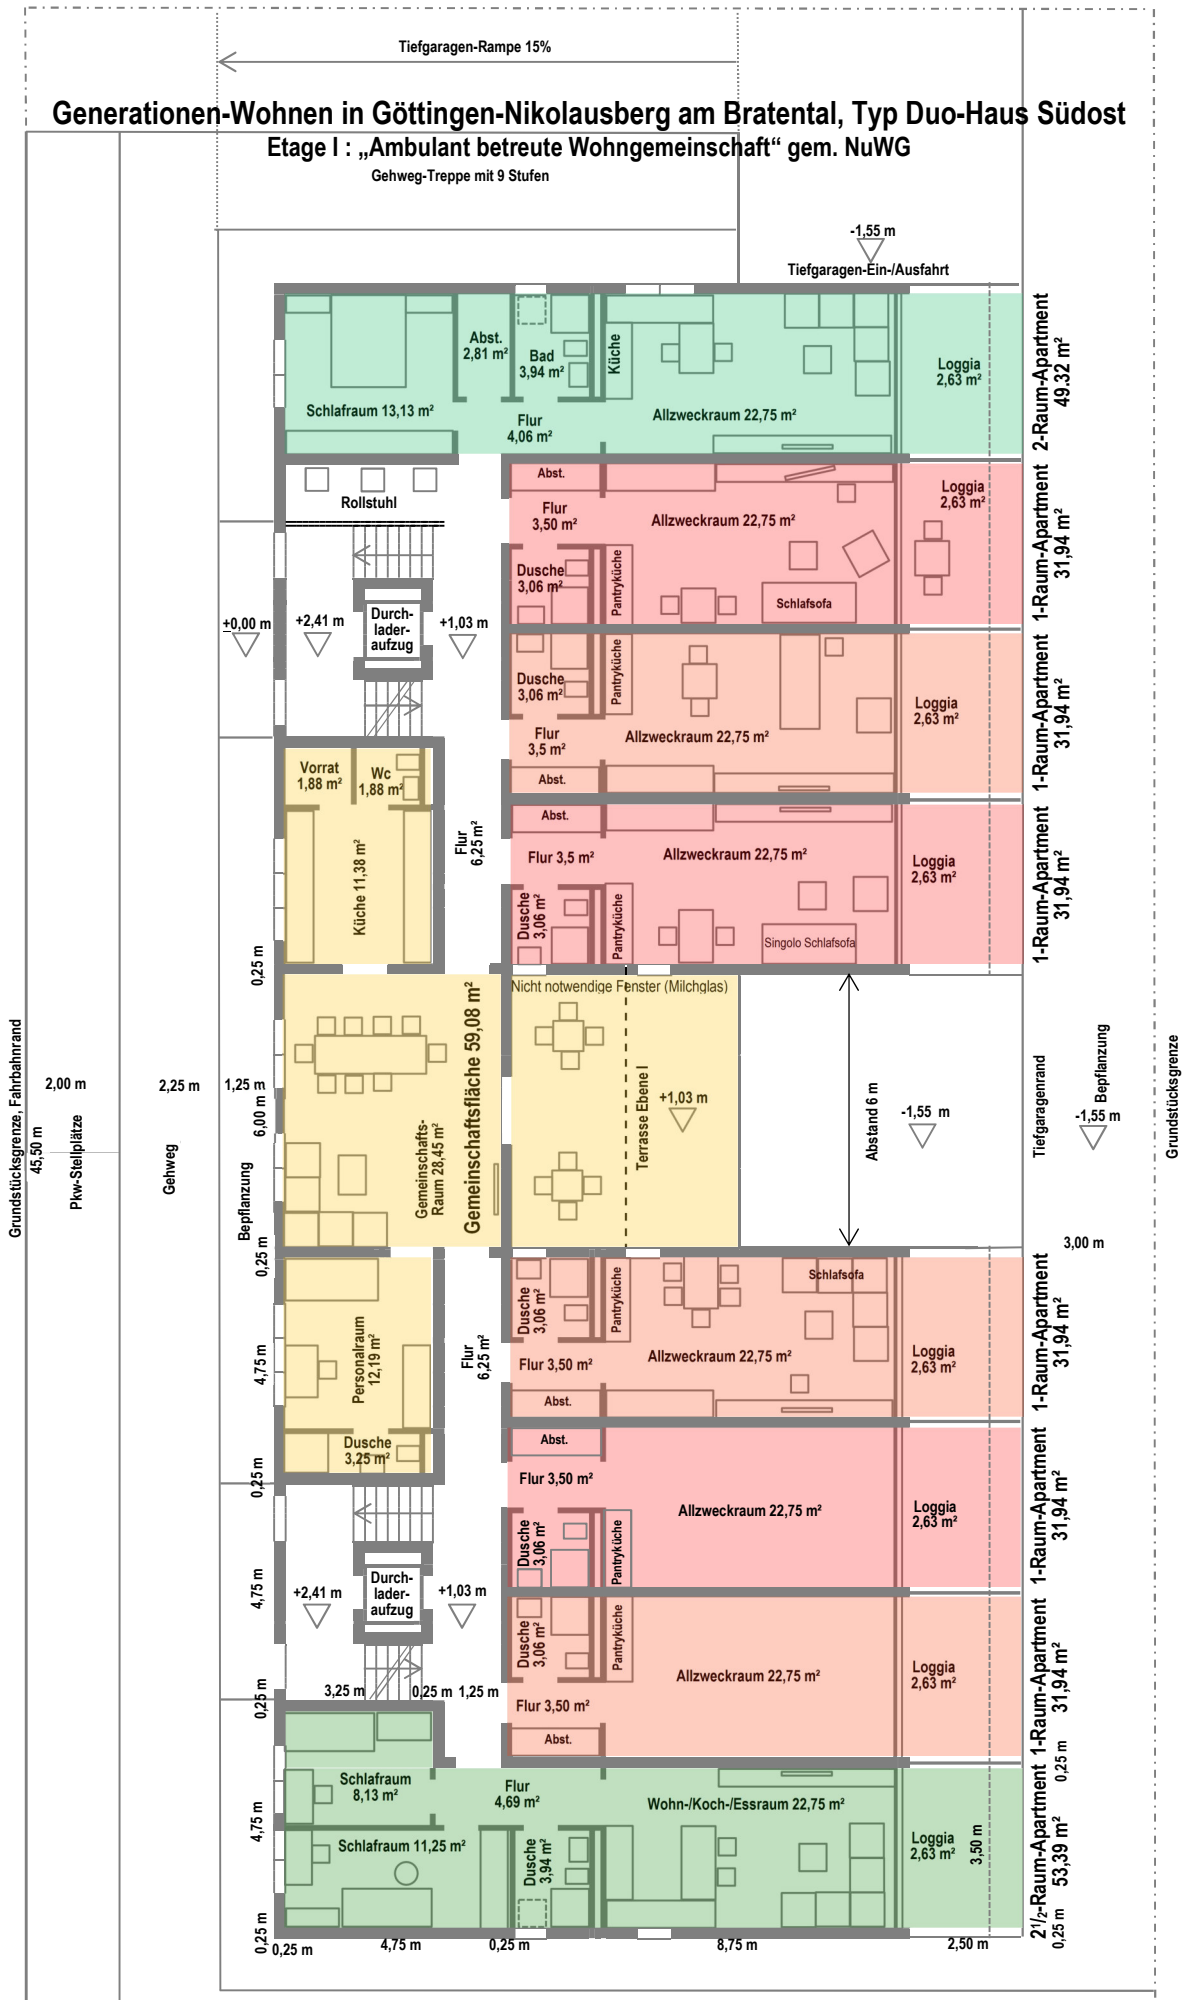 Tiefgaragen-Rampe 15%
Generationen-Wohnen in Göttingen-Nikolausberg am Bratental, Typ Duo-Haus Südost
Etage I : „Ambulant betreute Wohngemeinschaft“ gem. NuWG
Gehweg-Treppe mit 9 Stufen
-1,55 m
Tiefgaragen-Ein-/Ausfahrt
Abst.
2,81 m²
Bad
3,94 m²
Küche
Schlafraum 13,13 m²
Flur
4,06 m²
Allzweckraum 22,75 m²
Loggia
2,63 m²
2-Raum-Apartment
49.32 m²
Rollstuhl
Abst.
Flur
3,50 m²
Allzweckraum 22,75 m²
Loggia
2,63 m²
Dusche
3,06 m²
Pantryküche
Schlafsofa
1-Raum-Apartment
31,94 m²
+0,00 m
+2,41 m
Durch-
lader-
aufzug
+1,03 m
Dusche
3,06 m²
Pantryküche
Flur
3,5 m²
Allzweckraum 22,75 m²
Loggia
2,63 m²
Abst.
1-Raum-Apartment
31,94 m²
Vorrat
1,88 m²
Wc
1,88 m²
Küche 11,38 m²
Flur
6,25 m²
Abst.
Flur 3,5 m²
Allzweckraum 22,75 m²
Loggia
2,63 m²
Dusche
3,06 m²
Pantryküche
Singolo Schlafsofa
1-Raum-Apartment
31,94 m²
0,25 m
Nicht notwendige Fenster (Milchglas)
Grundstücksgrenze, Fahrbahnrand
45,50 m
2,00 m
Pkw-Stellplätze
2,25 m
Gehweg
1,25 m
6,00 m
Bepflanzung
Gemeinschafts-
Raum 28,45 m²
Gemeinschaftsfläche 59,08 m²
Terrasse Ebene I
+1,03 m
Abstand 6 m
-1,55 m
Tiefgaragenrand
Bepflanzung
-1,55 m
Grundstücksgrenze
3,00 m
0,25 m
4,75 m
Personalraum
12,19 m²
Dusche
3,25 m²
Flur
6,25 m²
Dusche
3,06 m²
Pantryküche
Schlafsofa
Flur 3,50 m²
Allzweckraum 22,75 m²
Loggia
2,63 m²
Abst.
1-Raum-Apartment
31,94 m²
0,25 m
Abst.
Flur 3,50 m²
Allzweckraum 22,75 m²
Loggia
2,63 m²
Dusche
3,06 m²
Pantryküche
1-Raum-Apartment
31,94 m²
4,75 m
+2,41 m
Durch-
lader-
aufzug
+1,03 m
Dusche
3,06 m²
Pantryküche
Allzweckraum 22,75 m²
Loggia
2,63 m²
Flur 3,50 m²
Abst.
1-Raum-Apartment
31,94 m²
0,25 m
3,25 m
0,25 m
1,25 m
0,25 m
Schlafraum
8,13 m²
Flur
4,69 m²
Wohn-/Koch-/Essraum 22,75 m²
4,75 m
Schlafraum 11,25 m²
Dusche
3,94 m²
Loggia
2,63 m²
3,50 m
2¹/₂-Raum-Apartment
53,39 m²
0,25 m
0,25 m
0,25 m
4,75 m
0,25 m
8,75 m
2,50 m